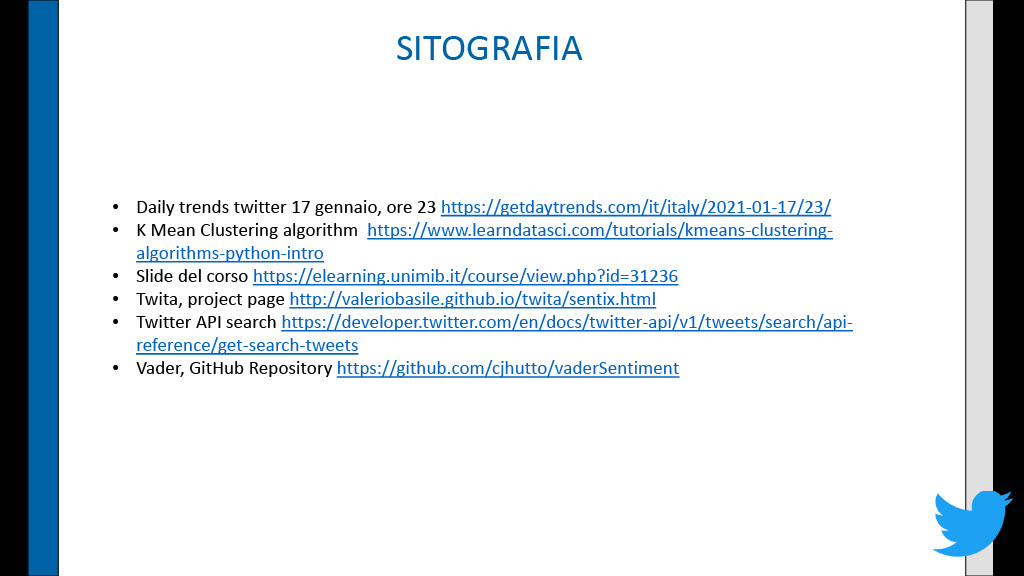 SITOGRAFIA
• Daily trends twitter 17 gennaio, ore 23 https://getdaytrends.com/it/italy/2021-01-17/23/
• K Mean Clustering algorithm  https://www.learndatasci.com/tutorials/kmeans-clustering-
algorithms-python-intro
• Slide del corso https://elearning.unimib.it/course/view.php?id=31236
• Twita, project page http://valeriobasile.github.io/twita/sentix.html
• Twitter API search https://developer.twitter.com/en/docs/twitter-api/v1/tweets/search/api-
reference/get-search-tweets
• Vader, GitHub Repository https://github.com/cjhutto/vaderSentiment